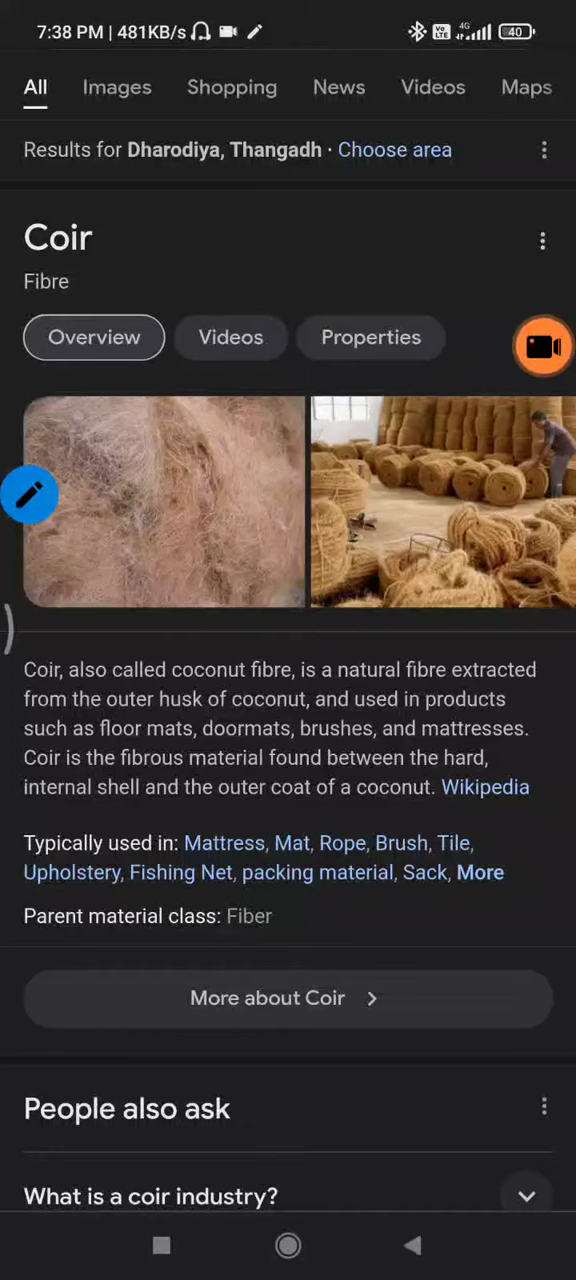 7:38 PM | 481KB/s
Vo LTE 4G 40
All Images Shopping News Videos Maps
Results for Dharodiya, Thangadh · Choose area
Coir
Fibre
Overview Videos Properties
Coir, also called coconut fibre, is a natural fibre extracted
from the outer husk of coconut, and used in products
such as floor mats, doormats, brushes, and mattresses.
Coir is the fibrous material found between the hard,
internal shell and the outer coat of a coconut. Wikipedia
Typically used in: Mattress, Mat, Rope, Brush, Tile,
Upholstery, Fishing Net, packing material, Sack, More
Parent material class: Fiber
More about Coir
People also ask
What is a coir industry?